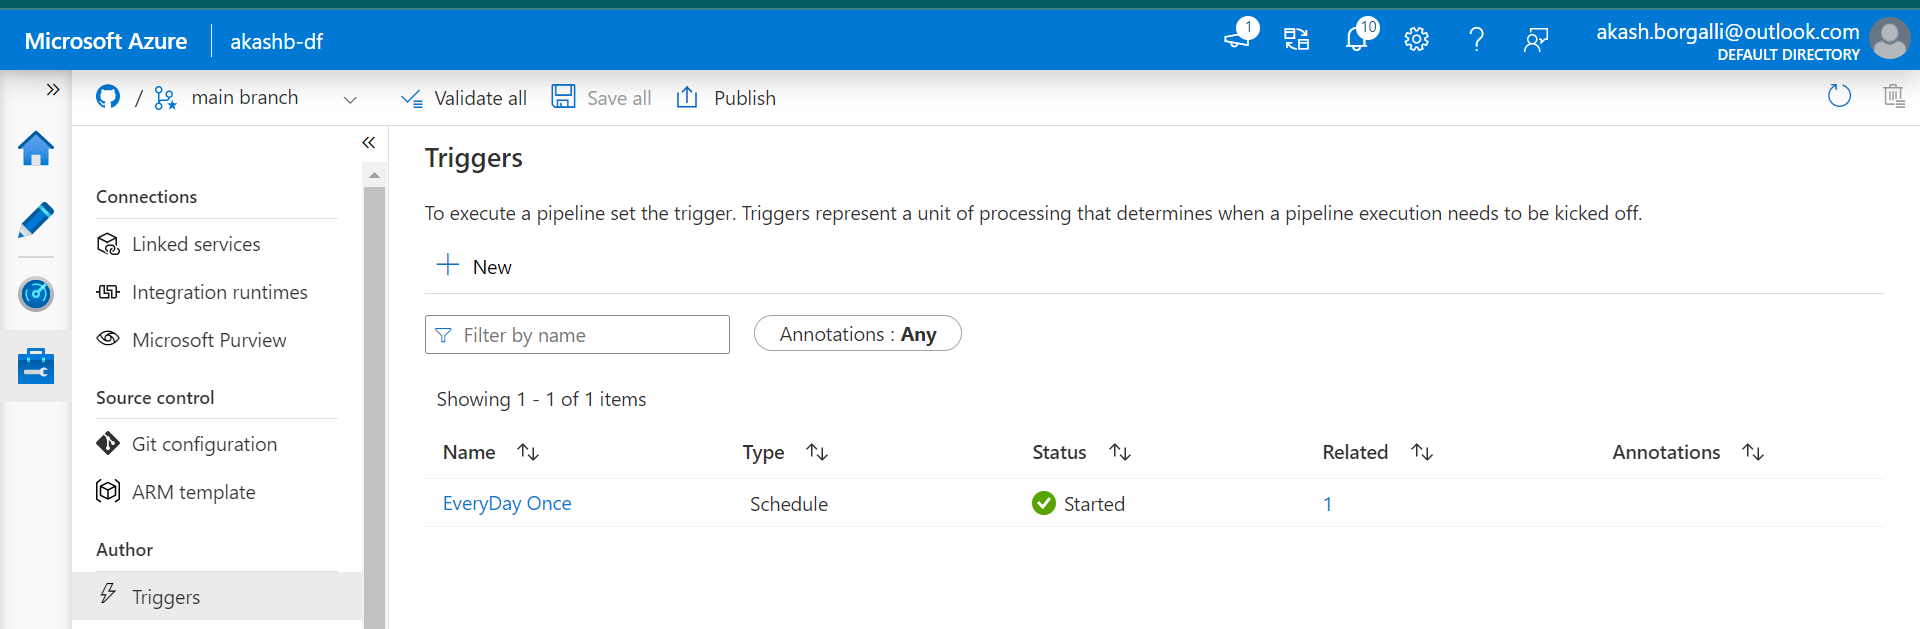 Microsoft Azure akashb-df 1 10 akash.borgalli@outlook.com
DEFAULT DIRECTORY
» / main branch Validate all Save all Publish
«
Connections
Linked services
Integration runtimes
Microsoft Purview
Source control
Git configuration
ARM template
Author
Triggers
Triggers
To execute a pipeline set the trigger. Triggers represent a unit of processing that determines when a pipeline execution needs to be kicked off.
New
Filter by name Annotations : Any
Showing 1 - 1 of 1 items
Name Type Status Related Annotations
EveryDay Once Schedule Started 1